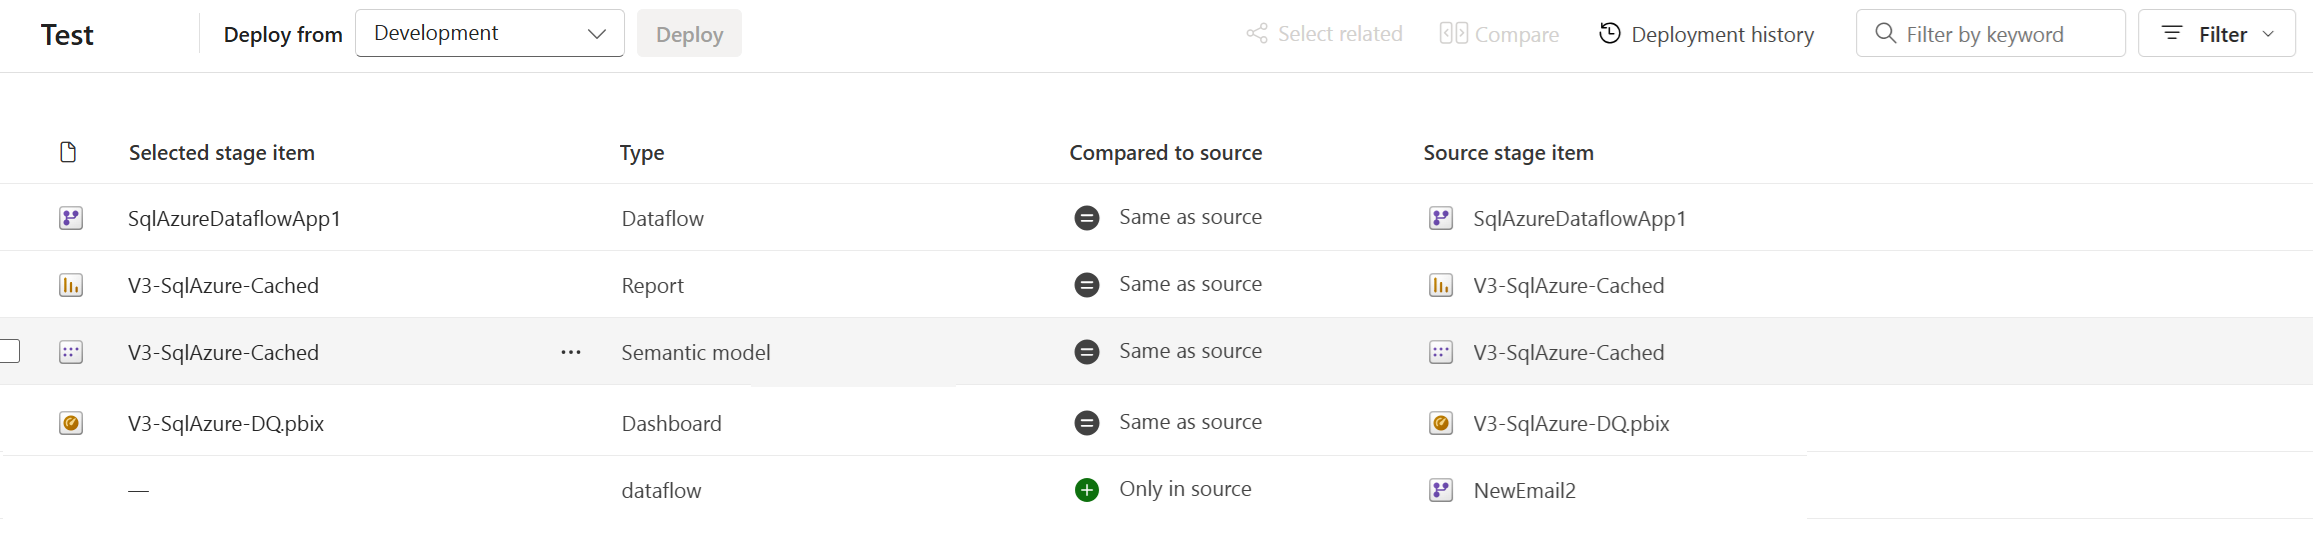 Test Deploy from Development Deploy Select related Compare Deployment history Filter by keyword Filter
Selected stage item Type Compared to source Source stage item
SqlAzureDataflowApp1 Dataflow Same as source SqlAzureDataflowApp1
V3-SqlAzure-Cached Report Same as source V3-SqlAzure-Cached
V3-SqlAzure-Cached ... Semantic model Same as source V3-SqlAzure-Cached
V3-SqlAzure-DQ.pbix Dashboard Same as source V3-SqlAzure-DQ.pbix
— dataflow Only in source NewEmail2